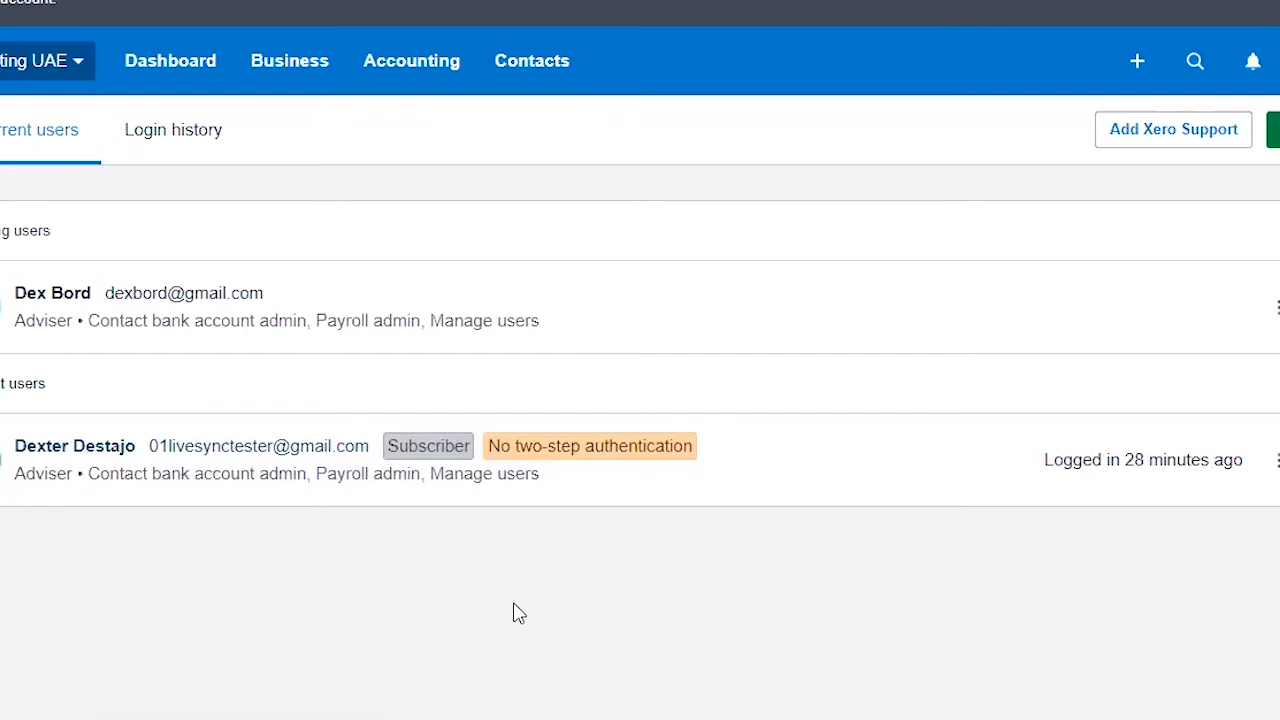 account.
ting UAE
Dashboard
Business
Accounting
Contacts
rrent users
Login history
Add Xero Support
g users
Dex Bord dexbord@gmail.com
Adviser • Contact bank account admin, Payroll admin, Manage users
t users
Dexter Destajo 01livesynctester@gmail.com Subscriber No two-step authentication
Adviser • Contact bank account admin, Payroll admin, Manage users
Logged in 28 minutes ago